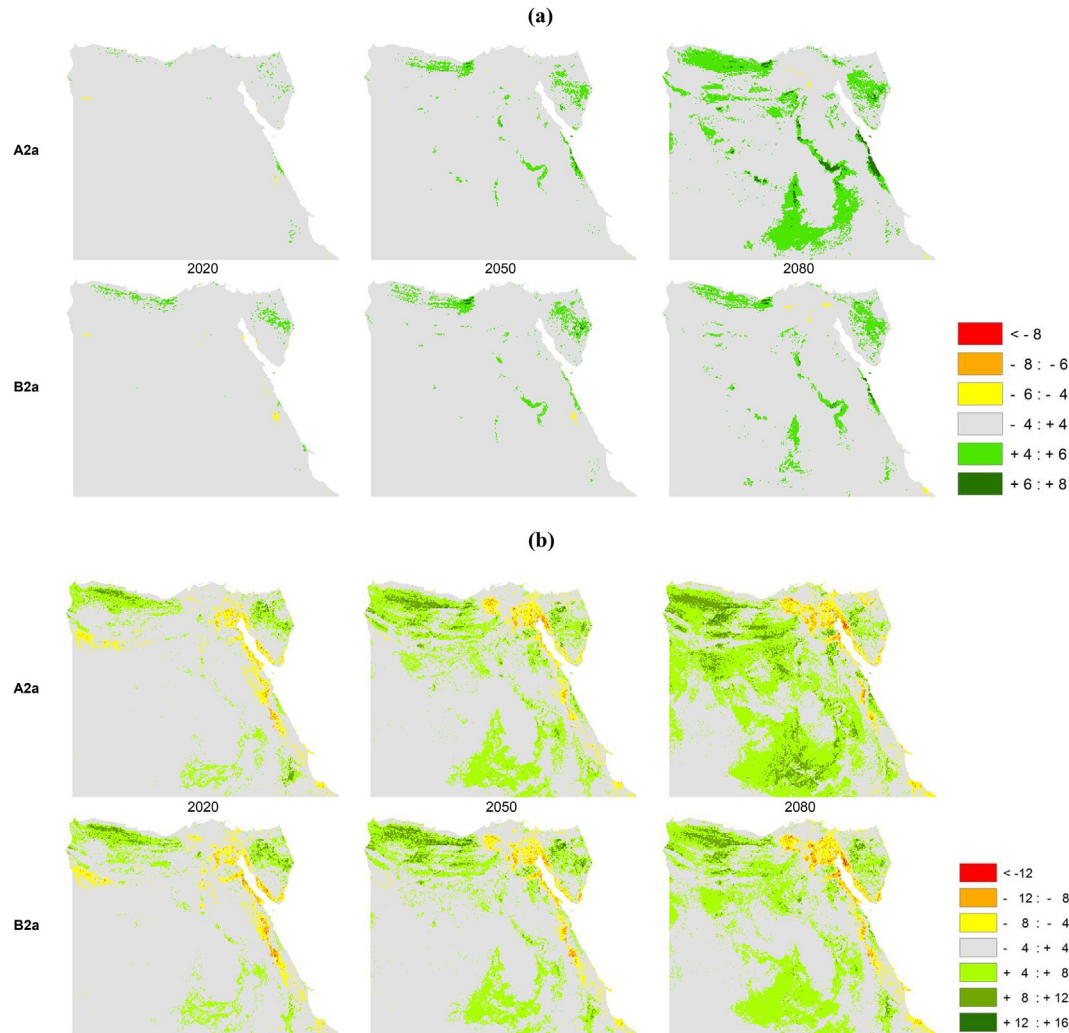 (a)
A2a
2020
2050
2080
B2a
< - 8
- 8 : - 6
- 6 : - 4
- 4 : + 4
+ 4 : + 6
+ 6 : + 8
(b)
A2a
2020
2050
2080
B2a
< -12
- 12 : - 8
- 8 : - 4
- 4 : + 4
+ 4 : + 8
+ 8 : + 12
+ 12 : + 16